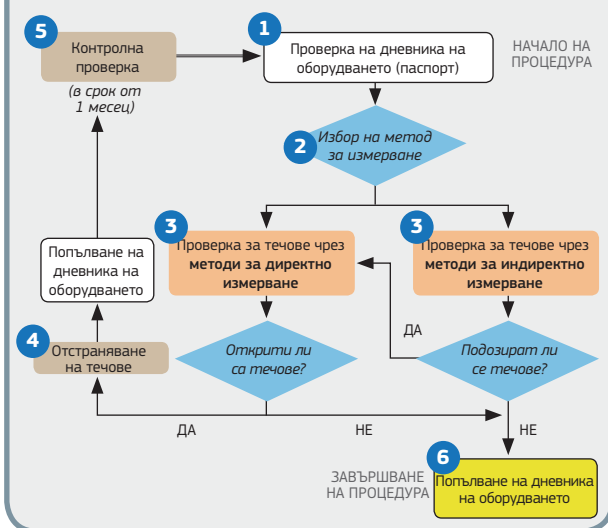 5
Контролна
проверка
(в срок от
1 месец)
1
Проверка на дневника на
оборудването (паспорт)
НАЧАЛО НА
ПРОЦЕДУРА
2
Избор на метод
за измерване
3
Проверка за течове чрез
методи за директно
измерване
3
Проверка за течове чрез
методи за индиректно
измерване
Попълване на
дневника на
оборудването
ДА
4
Отстраняване
на течове
Открити ли
са течове?
Подозират ли
се течове?
ДА
НЕ
НЕ
ЗАВЪРШВАНЕ
НА ПРОЦЕДУРА
6
Попълване на дневника
на оборудването